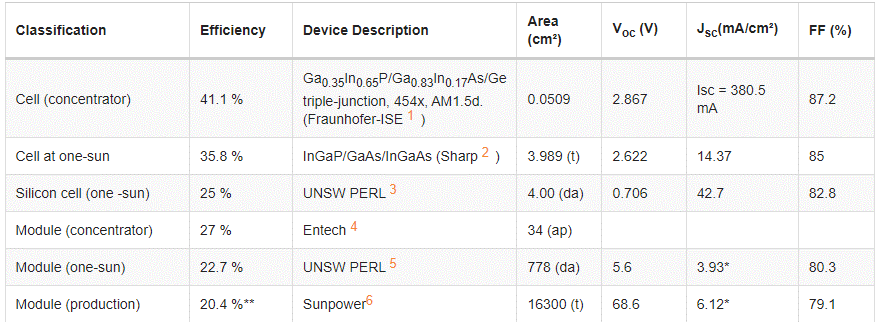 Classification Efficiency Device Description Area (cm²) V_OC (V) J_SC(mA/cm²) FF (%)
Cell (concentrator) 41.1 % Ga0.35In0.65P/Ga0.83In0.17As/Ge triple-junction, 454x, AM1.5d. (Fraunhofer-ISE 1 ) 0.0509 2.867 Isc = 380.5 mA 87.2
Cell at one-sun 35.8 % InGaP/GaAs/InGaAs (Sharp 2 ) 3.989 (t) 2.622 14.37 85
Silicon cell (one -sun) 25 % UNSW PERL 3 4.00 (da) 0.706 42.7 82.8
Module (concentrator) 27 % Entech 4 34 (ap)
Module (one-sun) 22.7 % UNSW PERL 5 778 (da) 5.6 3.93* 80.3
Module (production) 20.4 %** Sunpower6 16300 (t) 68.6 6.12* 79.1